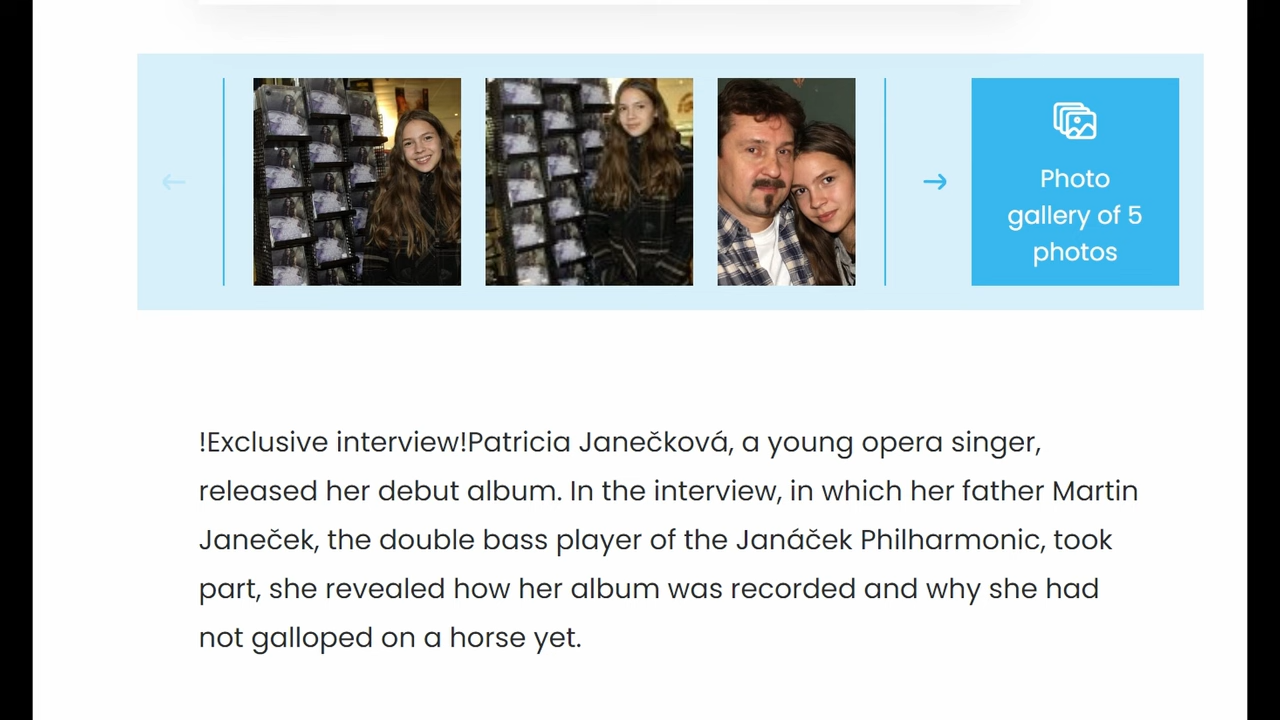 Photo
gallery of 5
photos
!Exclusive interview!Patricia Janečková, a young opera singer,
released her debut album. In the interview, in which her father Martin
Janeček, the double bass player of the Janáček Philharmonic, took
part, she revealed how her album was recorded and why she had
not galloped on a horse yet.